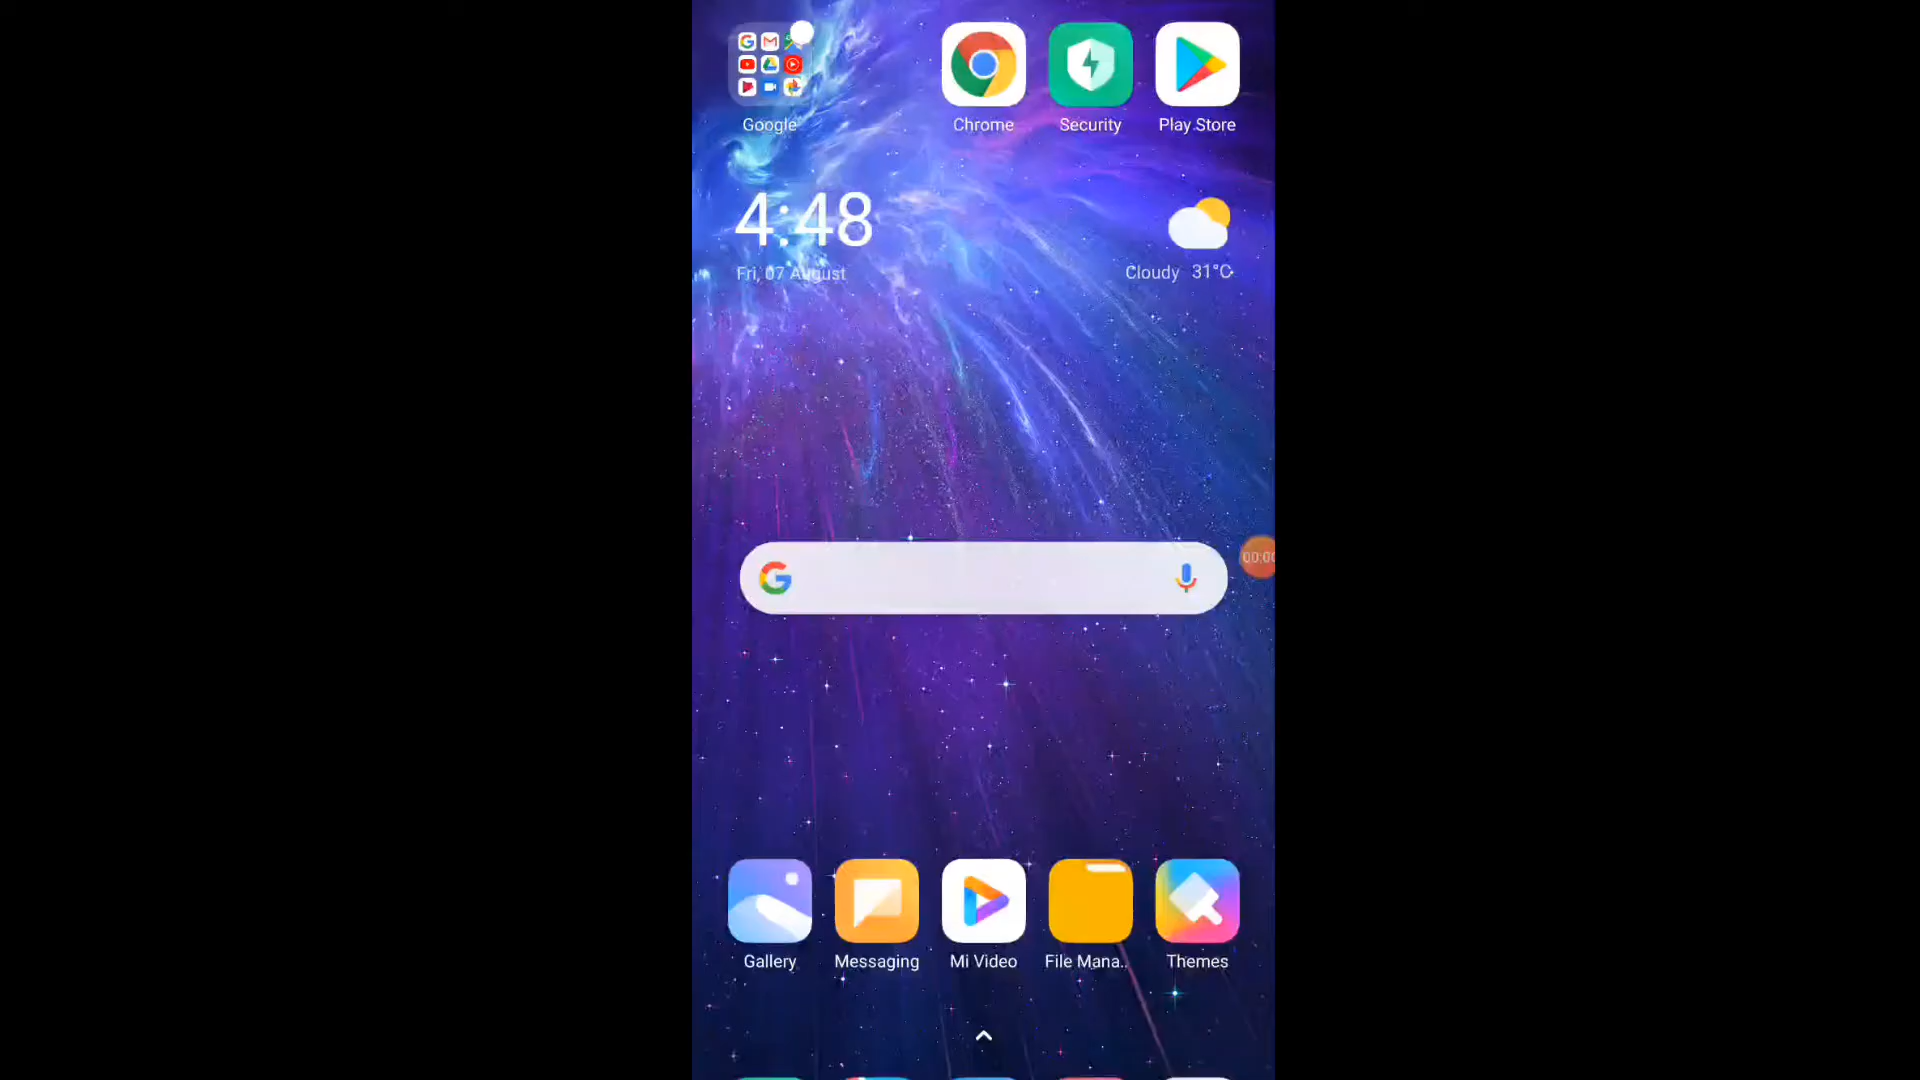 Google
Chrome
Security
Play Store
4:48
Fri, 07 August
Cloudy 31°C
Gallery
Messaging
Mi Video
File Mana..
Themes